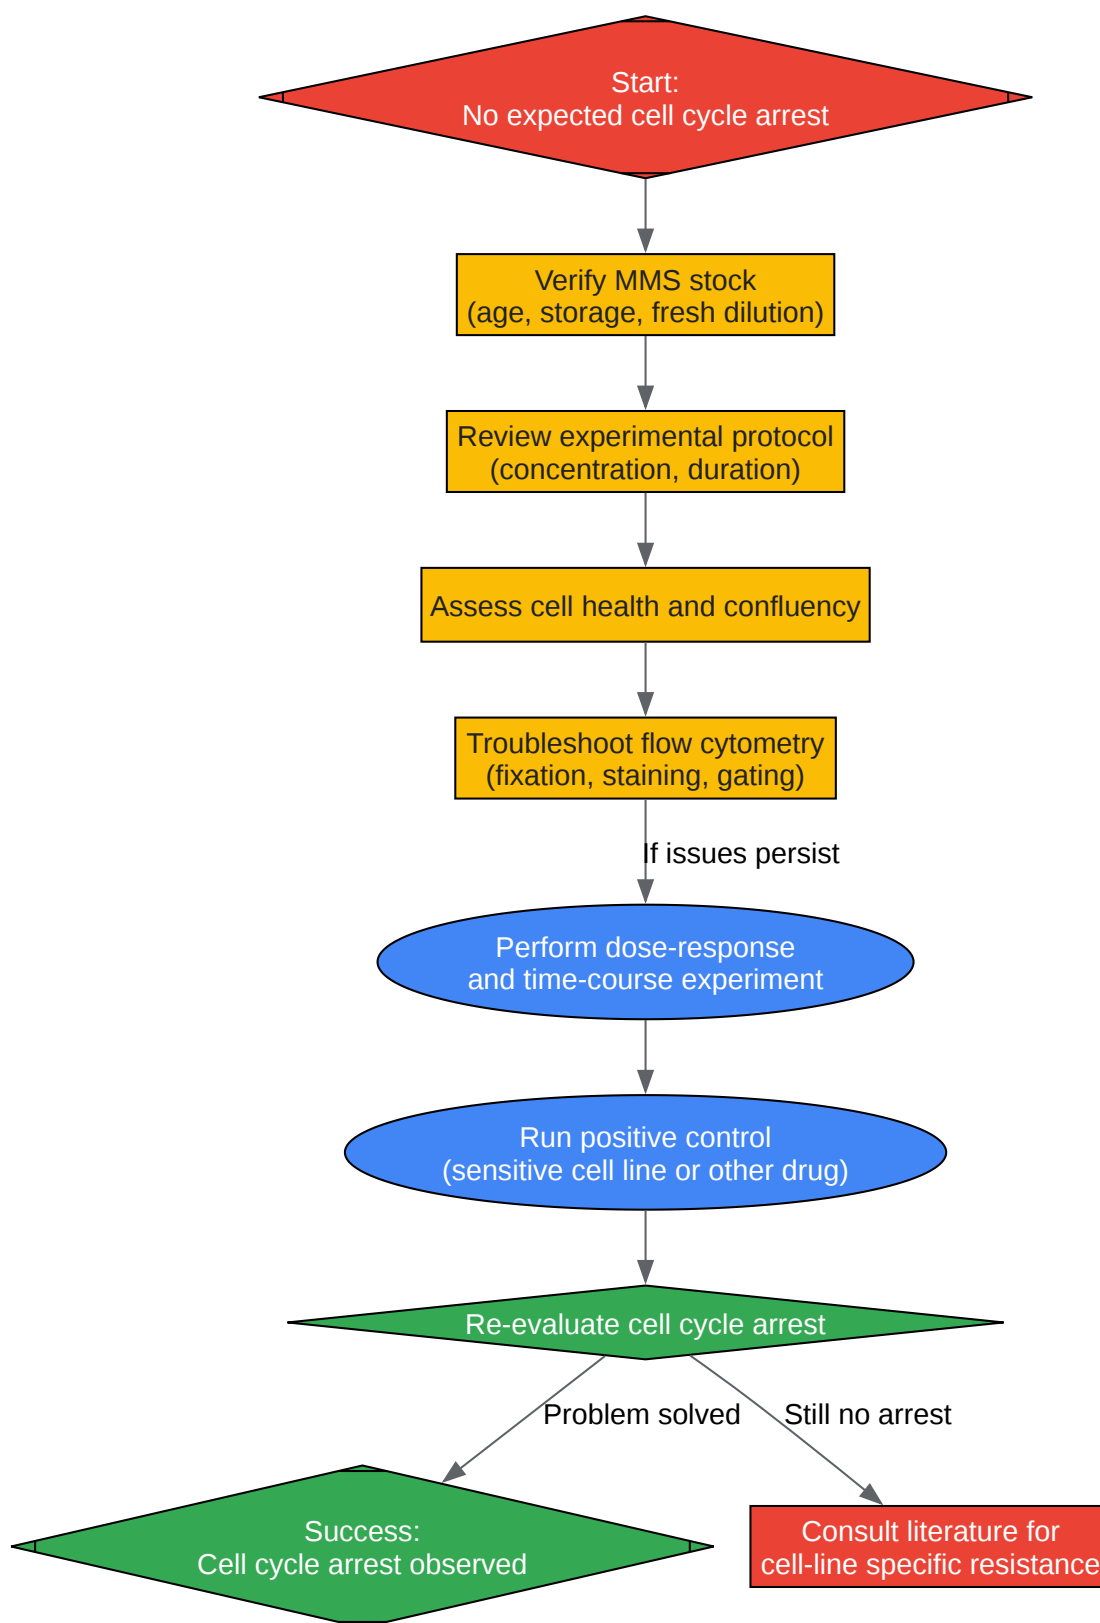 Start:
No expected cell cycle arrest
Verify MMS stock
(age, storage, fresh dilution)
Review experimental protocol
(concentration, duration)
Assess cell health and confluency
Troubleshoot flow cytometry
(fixation, staining, gating)
If issues persist
Perform dose-response
and time-course experiment
Run positive control
(sensitive cell line or other drug)
Re-evaluate cell cycle arrest
Problem solved
Still no arrest
Success:
Cell cycle arrest observed
Consult literature for
cell-line specific resistance